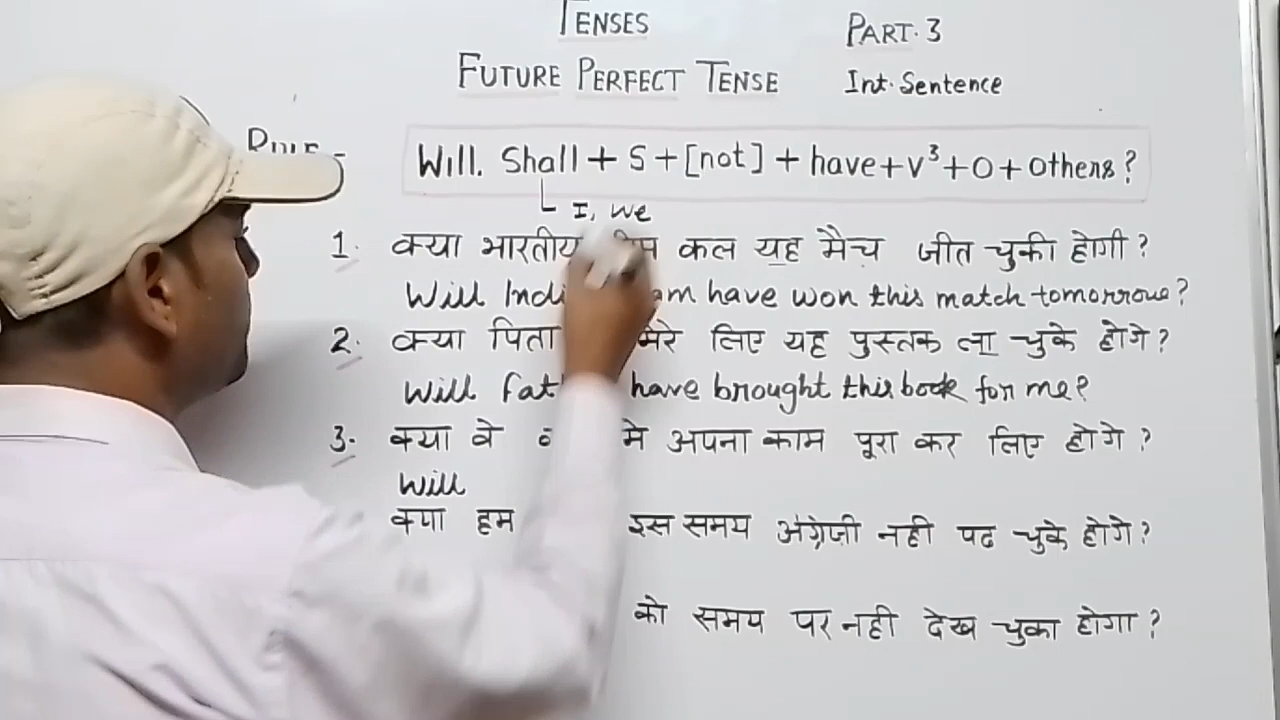 TENSES PART. 3
FUTURE PERFECT TENSE Int. Sentence
Will. Shall + S + [not] + have + V³ + O + Others?
I, We
1. क्या भारतीय कल यह मैच जीत चुकी होगी?
Will have won this match tomorrow?
2. क्या पिता मेरे लिए यह पुस्तक ला चुके होगे?
Will have brought this book for me?
3. क्या वे मे अपना काम पूरा कर लिए होगे?
Will
क्या हम इस समय अंग्रेज़ी नही पढ चुके होगे?
को समय पर नही देख चुका होगा?